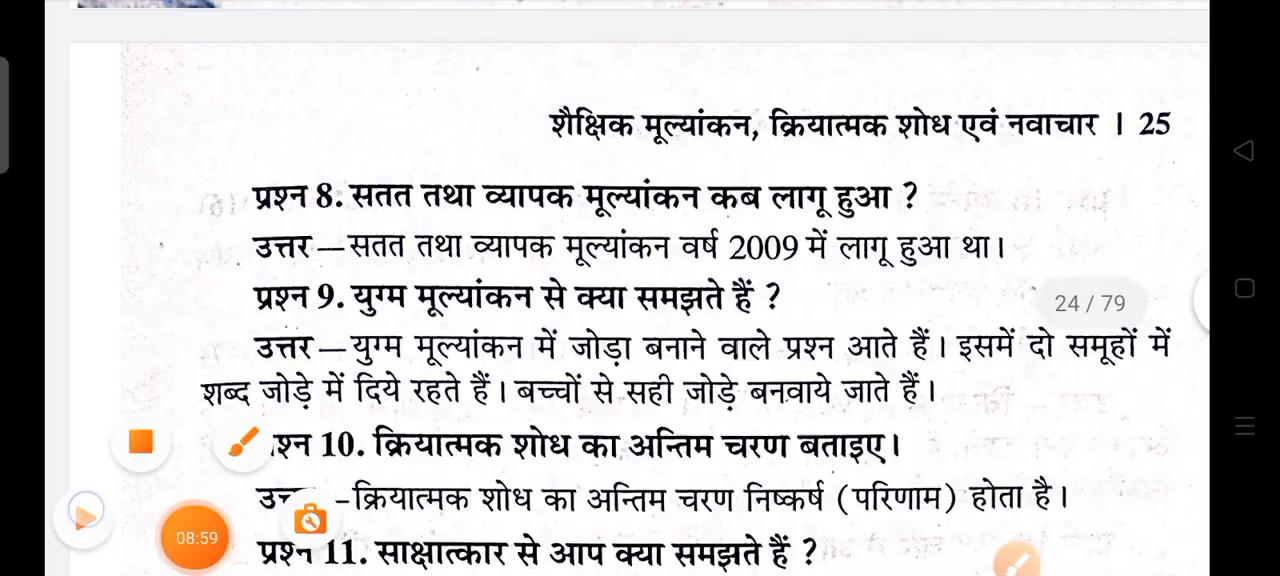 शैक्षिक मूल्यांकन, क्रियात्मक शोध एवं नवाचार । 25
प्रश्न 8. सतत तथा व्यापक मूल्यांकन कब लागू हुआ ?
उत्तर—सतत तथा व्यापक मूल्यांकन वर्ष 2009 में लागू हुआ था।
प्रश्न 9. युग्म मूल्यांकन से क्या समझते हैं ?
24 / 79
उत्तर—युग्म मूल्यांकन में जोड़ा बनाने वाले प्रश्न आते हैं। इसमें दो समूहों में
शब्द जोड़े में दिये रहते हैं। बच्चों से सही जोड़े बनवाये जाते हैं।
श्न 10. क्रियात्मक शोध का अन्तिम चरण बताइए।
-क्रियात्मक शोध का अन्तिम चरण निष्कर्ष (परिणाम) होता है।
08:59
प्रश्न 11. साक्षात्कार से आप क्या समझते हैं ?